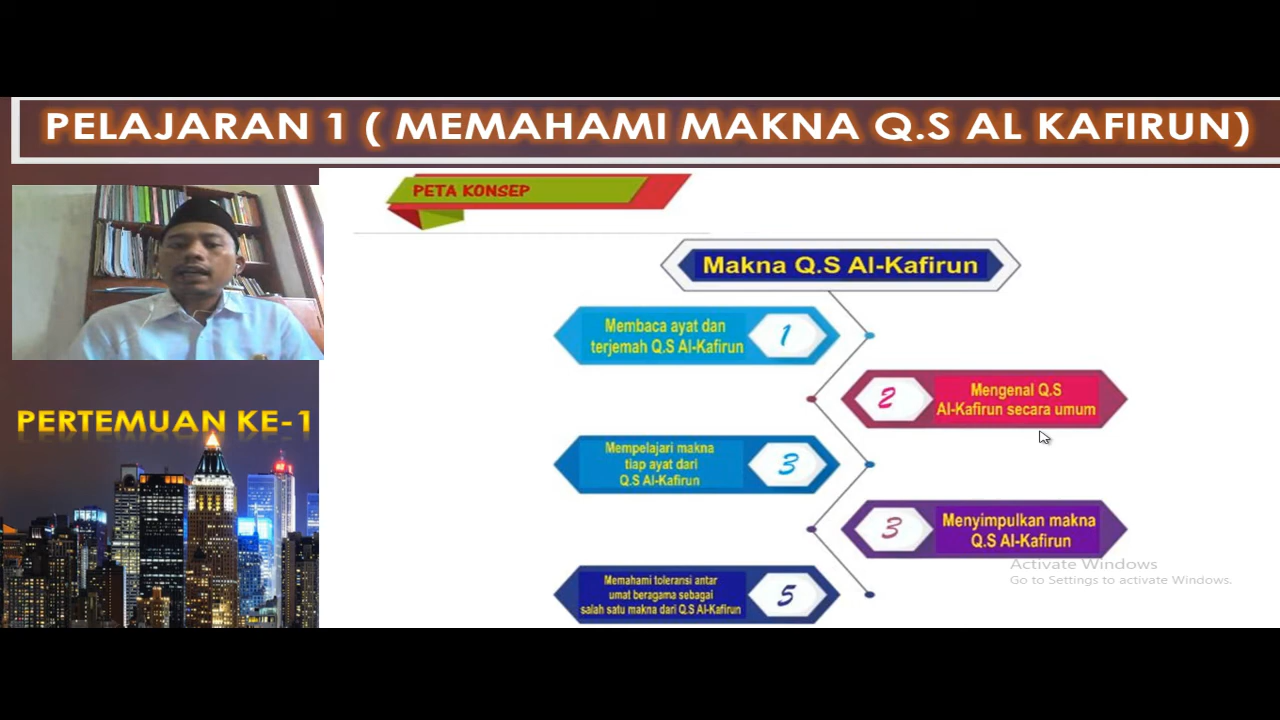 PELAJARAN 1 ( MEMAHAMI MAKNA Q.S AL KAFIRUN)
PETA KONSEP
Makna Q.S Al-Kafirun
Membaca ayat dan
terjemah Q.S Al-Kafirun
1
2
Mengenal Q.S
Al-Kafirun secara umum
PERTEMUAN KE-1
Mempelajari makna
tiap ayat dari
Q.S Al-Kafirun
3
3
Menyimpulkan makna
Q.S Al-Kafirun
Activate Windows
Go to Settings to activate Windows.
Memahami toleransi antar
umat beragama sebagai
salah satu makna dari Q.S Al-Kafirun
5